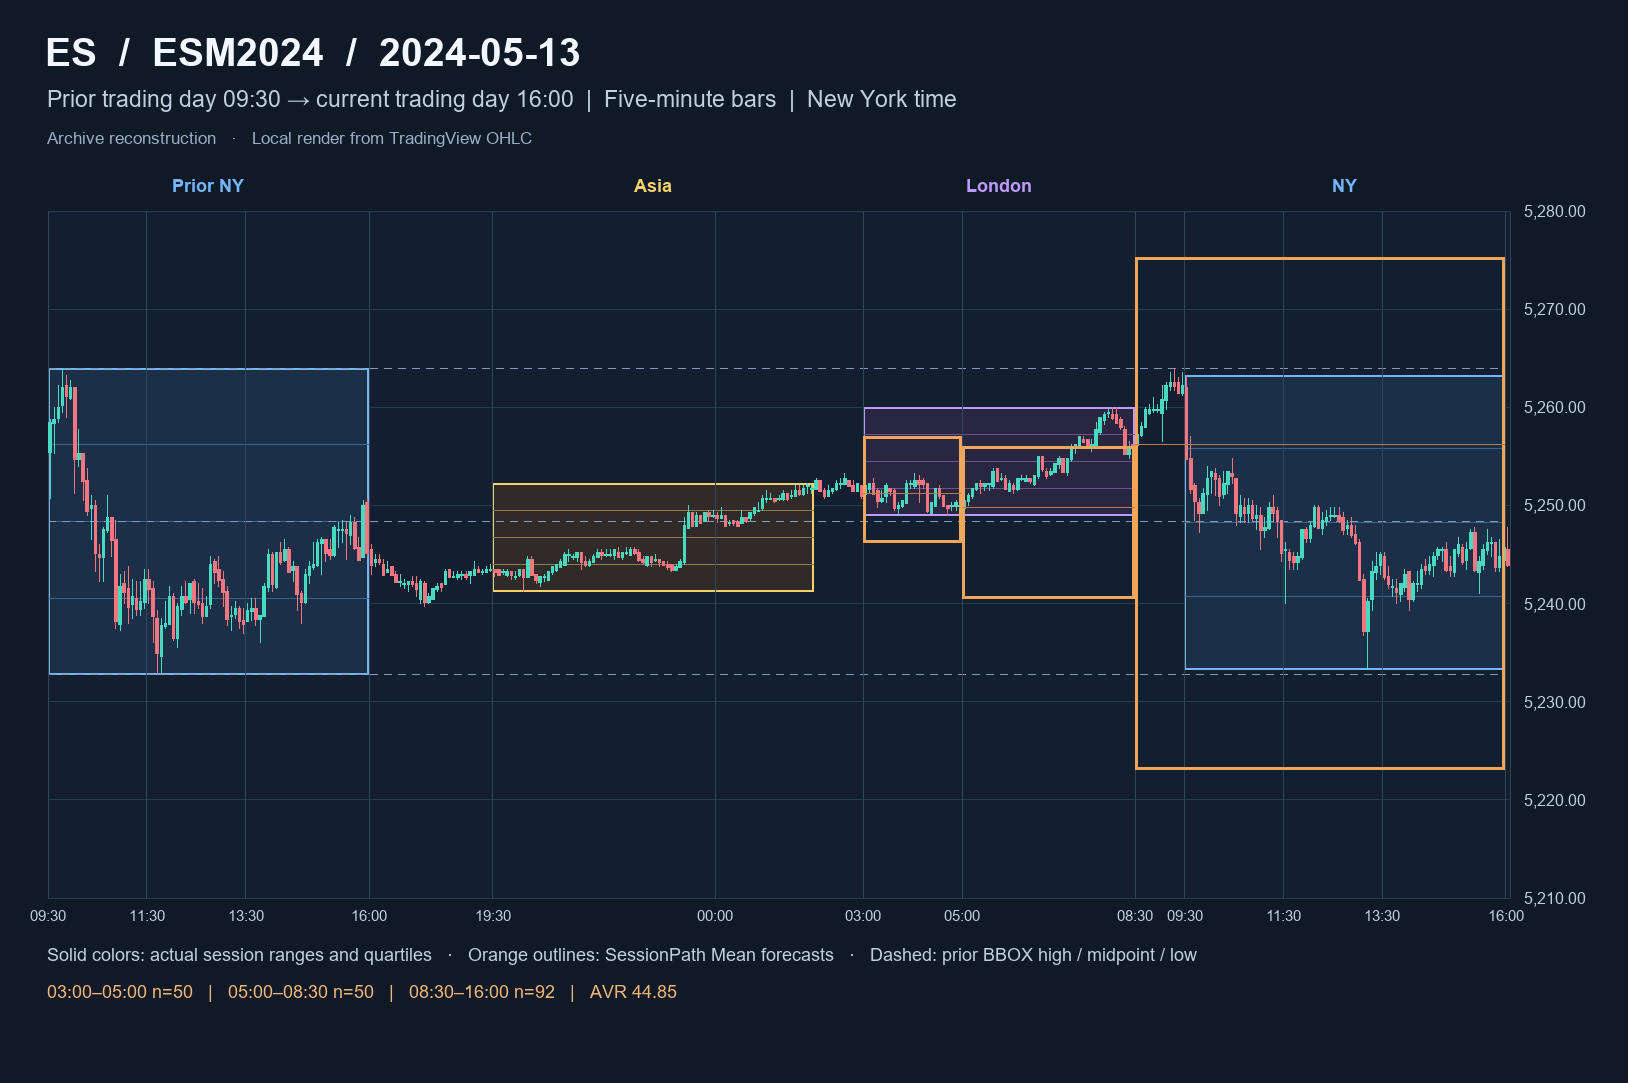 ES / ESM2024 / 2024-05-13
Prior trading day 09:30 → current trading day 16:00 | Five-minute bars | New York time
Archive reconstruction · Local render from TradingView OHLC
Prior NY Asia London NY
5,280.00
5,270.00
5,260.00
5,250.00
5,240.00
5,230.00
5,220.00
5,210.00
09:30 11:30 13:30 16:00 19:30 00:00 03:00 05:00 08:30 09:30 11:30 13:30 16:00
Solid colors: actual session ranges and quartiles · Orange outlines: SessionPath Mean forecasts · Dashed: prior BBOX high / midpoint / low
03:00–05:00 n=50 | 05:00–08:30 n=50 | 08:30–16:00 n=92 | AVR 44.85